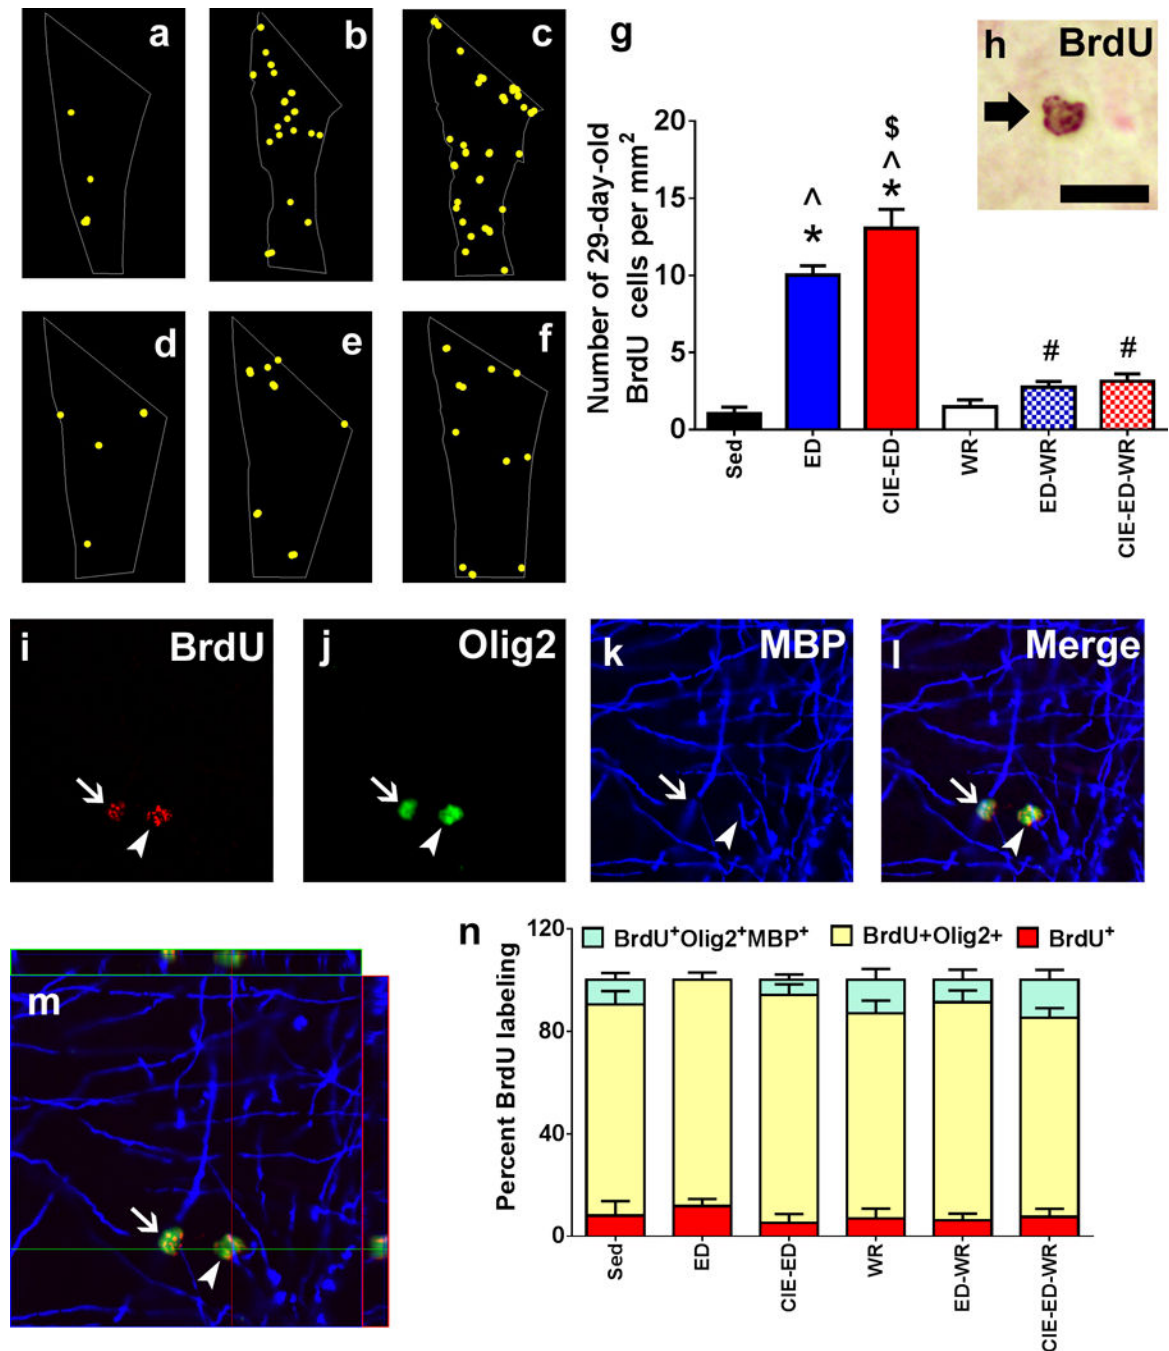 a
b
c
d
e
f
g
Number of 29-day-old
BrdU cells per mm²
20
15
10
5
0
^
*
$
^
*
#
#
Sed
ED
CIE-ED
WR
ED-WR
CIE-ED-WR
h BrdU
i BrdU
j Olig2
k MBP
l Merge
m
n
BrdU⁺Olig2⁺MBP⁺ BrdU+Olig2+ BrdU⁺
Percent BrdU labeling
120
80
40
0
Sed
ED
CIE-ED
WR
ED-WR
CIE-ED-WR